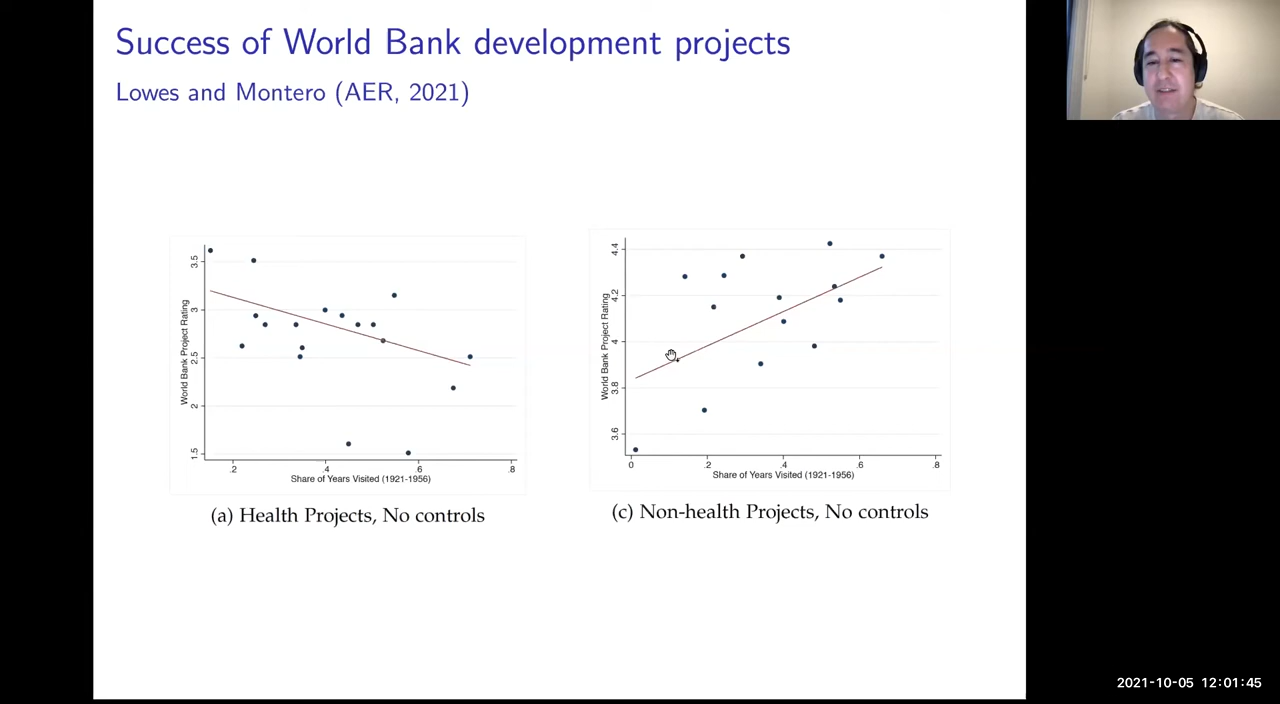 Success of World Bank development projects
Lowes and Montero (AER, 2021)
World Bank Project Rating
3.5
3
2.5
2
1.5
.2 .4 .6 .8
Share of Years Visited (1921-1956)
(a) Health Projects, No controls
World Bank Project Rating
4.4
4.2
4
3.8
3.6
0 .2 .4 .6 .8
Share of Years Visited (1921-1956)
(c) Non-health Projects, No controls
2021-10-05 12:01:45